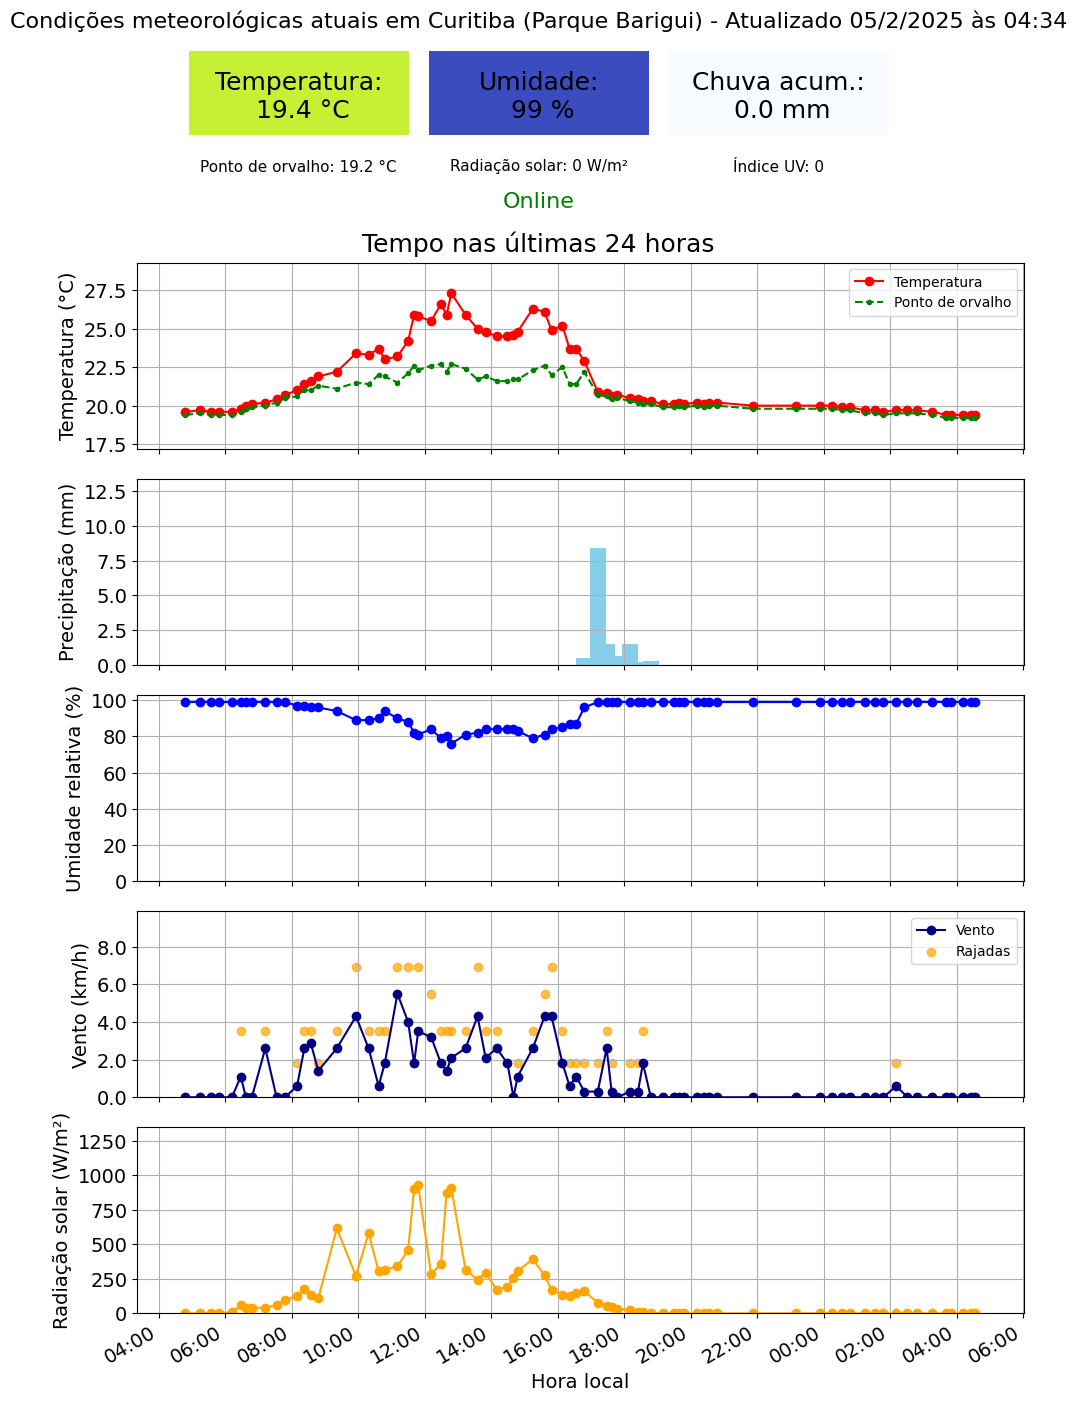 Condições meteorológicas atuais em Curitiba (Parque Barigui) - Atualizado 05/2/2025 às 04:34
Temperatura:
19.4 °C
Umidade:
99 %
Chuva acum.:
0.0 mm
Ponto de orvalho: 19.2 °C
Radiação solar: 0 W/m²
Índice UV: 0
Online
Tempo nas últimas 24 horas
Temperatura (°C)
27.5
25.0
22.5
20.0
17.5
Temperatura
Ponto de orvalho
Precipitação (mm)
12.5
10.0
7.5
5.0
2.5
0.0
Umidade relativa (%)
100
80
60
40
20
0
Vento (km/h)
8.0
6.0
4.0
2.0
0.0
Vento
Rajadas
Radiação solar (W/m²)
1250
1000
750
500
250
0
04:00
06:00
08:00
10:00
12:00
14:00
16:00
18:00
20:00
22:00
00:00
02:00
04:00
06:00
Hora local